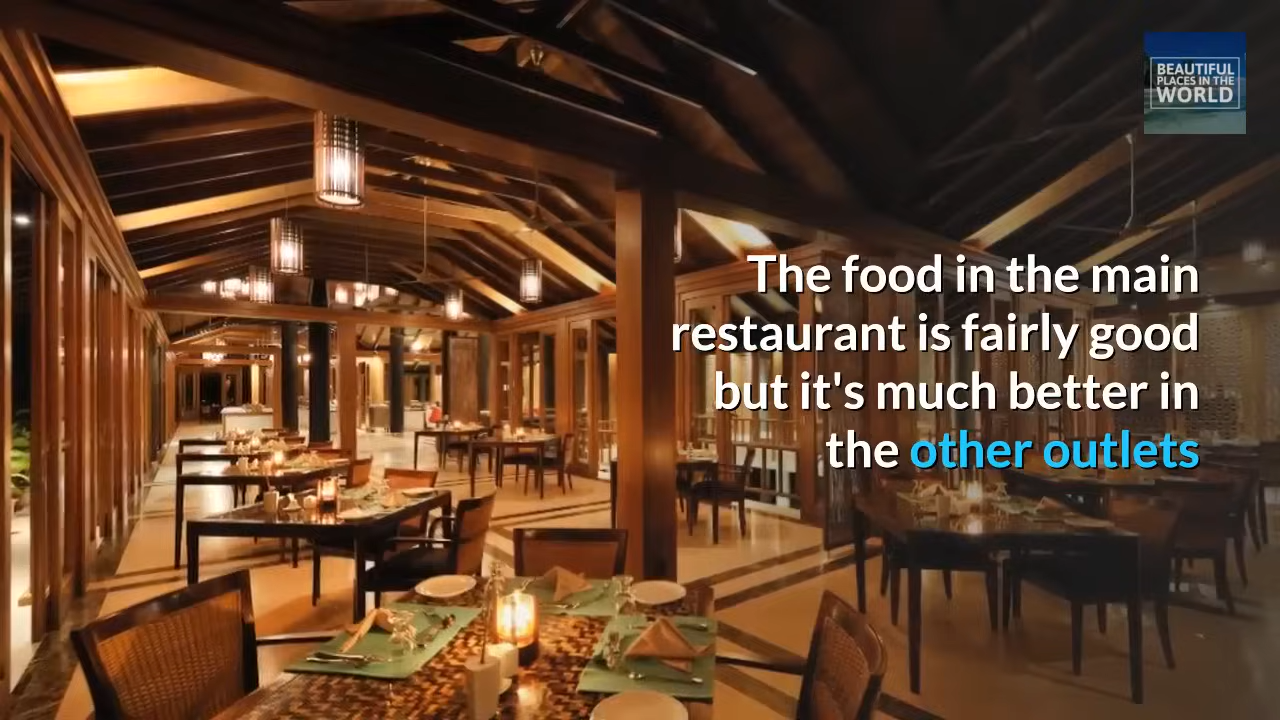 BEAUTIFUL
PLACES IN THE
WORLD
The food in the main
restaurant is fairly good
but it's much better in
the other outlets